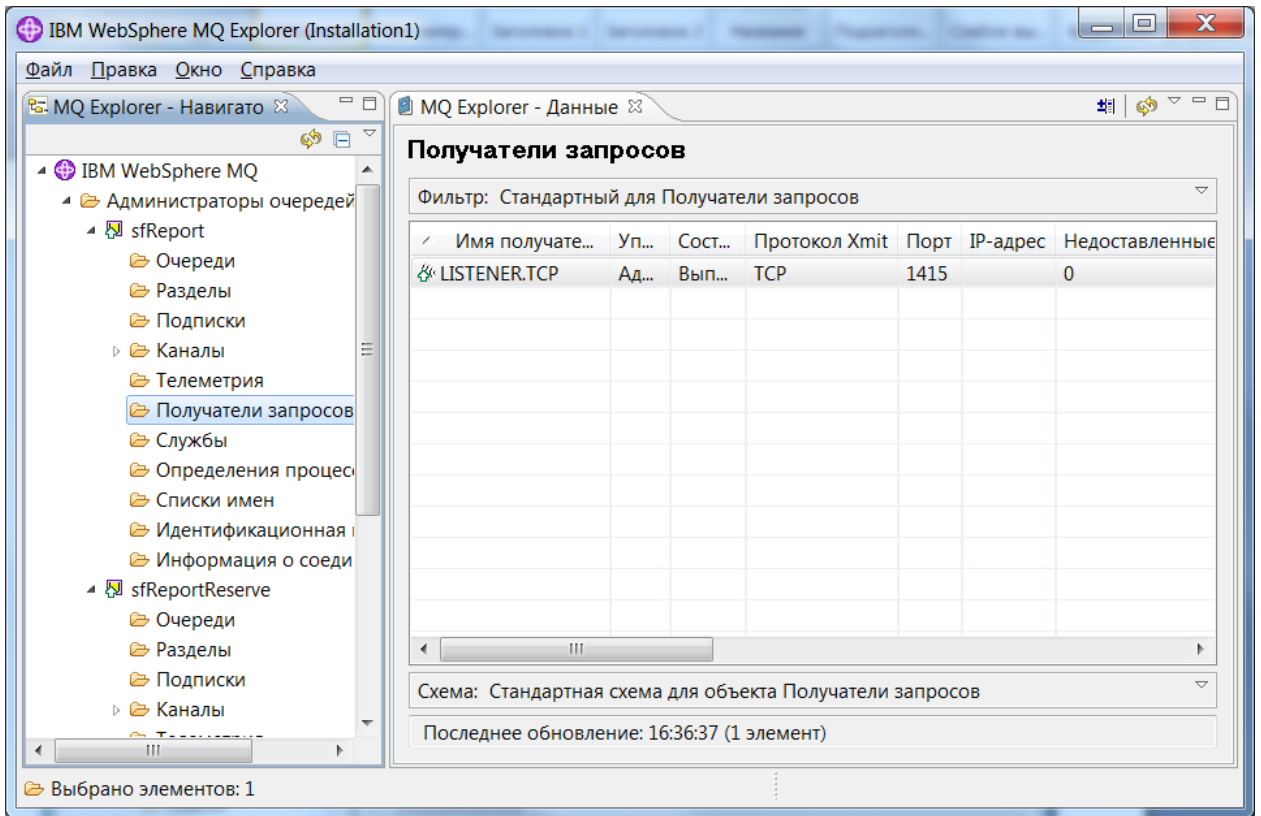 IBM WebSphere MQ Explorer (Installation1)
Файл Правка Окно Справка
MQ Explorer - Навигато
IBM WebSphere MQ
Администраторы очередей
sfReport
Очереди
Разделы
Подписки
Каналы
Телеметрия
Получатели запросов
Службы
Определения процес
Списки имен
Идентификационная
Информация о соеди
sfReportReserve
Очереди
Разделы
Подписки
Каналы
MQ Explorer - Данные
Получатели запросов
Фильтр: Стандартный для Получатели запросов
Имя получате... Уп... Сост... Протокол Xmit Порт IP-адрес Недоставленные
LISTENER.TCP Ад... Вып... TCP 1415 0
Схема: Стандартная схема для объекта Получатели запросов
Последнее обновление: 16:36:37 (1 элемент)
Выбрано элементов: 1